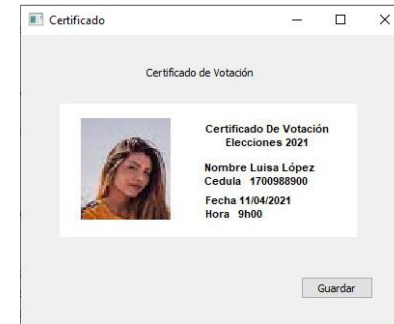 Certificado
Certificado de Votación
Certificado De Votación
Elecciones 2021
Nombre Luisa López
Cedula 1700988900
Fecha 11/04/2021
Hora 9h00
Guardar